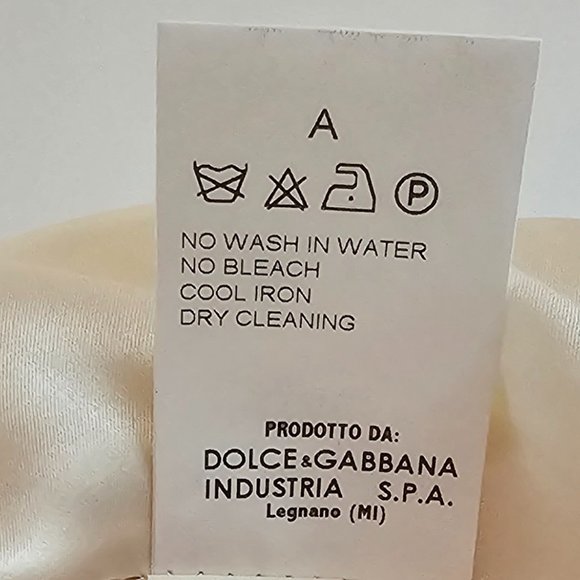 A
P
NO WASH IN WATER
NO BLEACH
COOL IRON
DRY CLEANING
PRODOTTO DA:
DOLCE&GABBANA
INDUSTRIA S.P.A.
Legnano (MI)